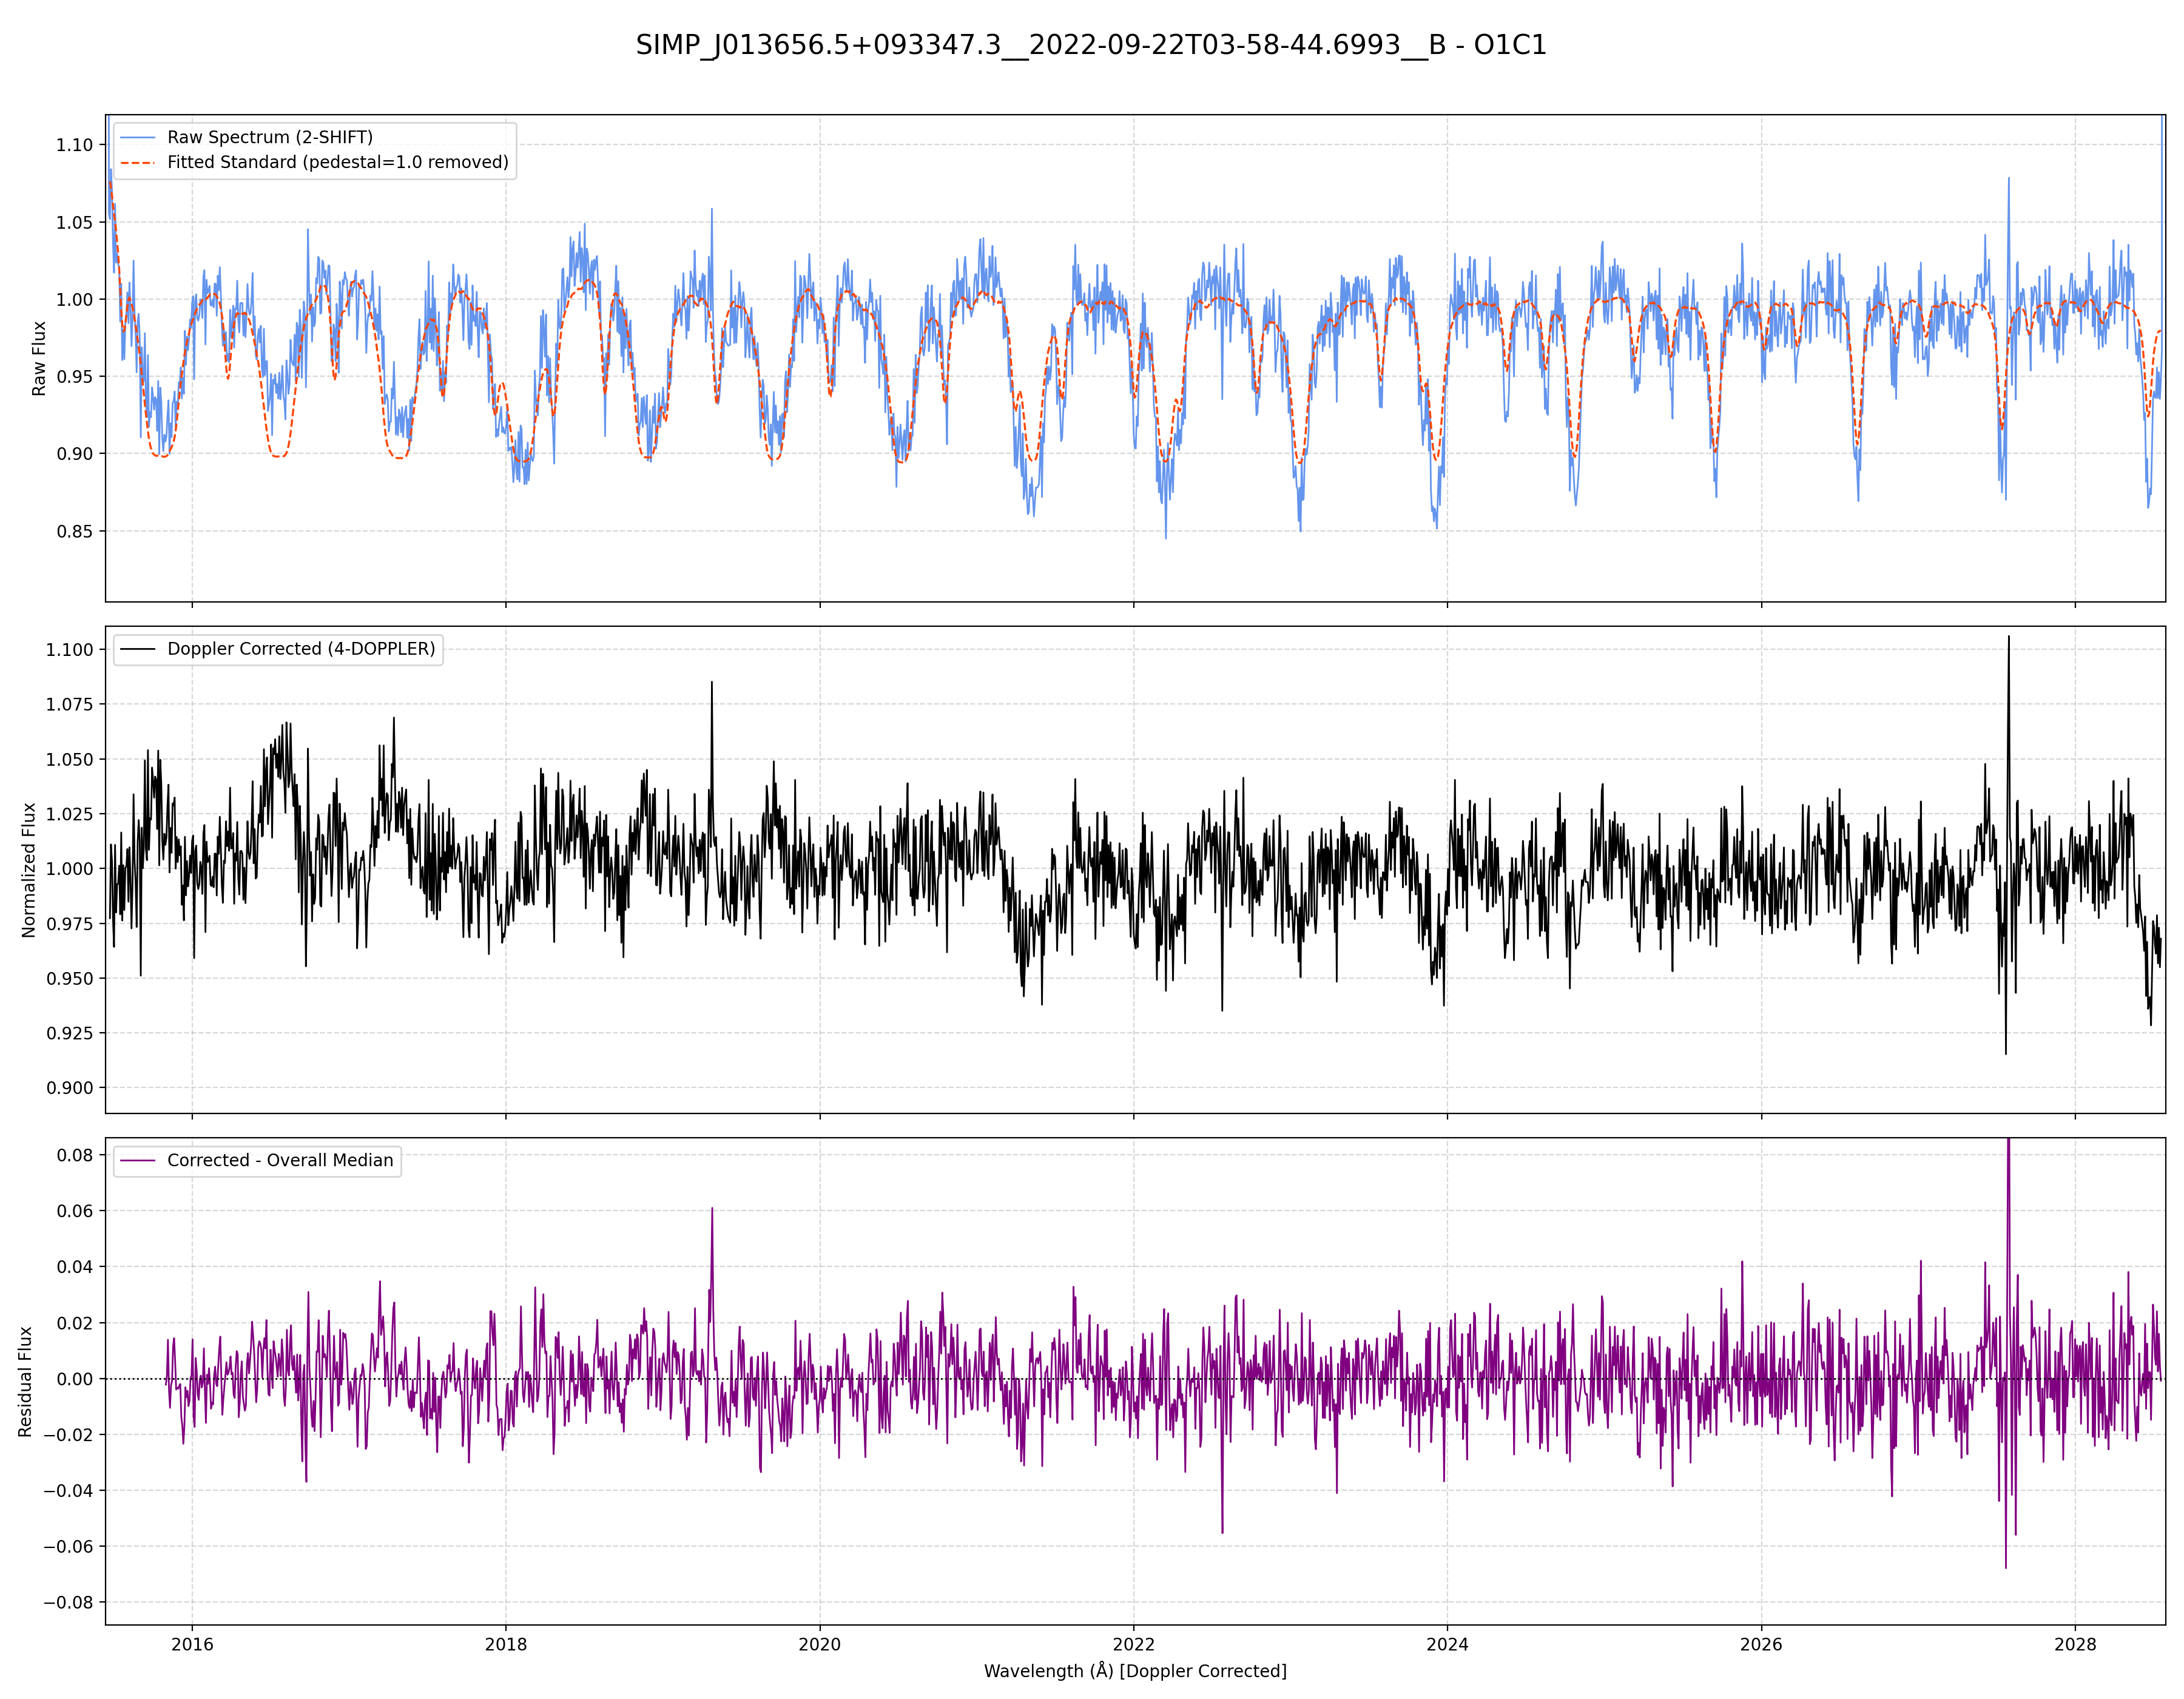 SIMP_J013656.5+093347.3__2022-09-22T03-58-44.6993__B - O1C1
Raw Spectrum (2-SHIFT)
Fitted Standard (pedestal=1.0 removed)
Raw Flux
1.10
1.05
1.00
0.95
0.90
0.85
Doppler Corrected (4-DOPPLER)
Normalized Flux
1.100
1.075
1.050
1.025
1.000
0.975
0.950
0.925
0.900
Corrected - Overall Median
Residual Flux
0.08
0.06
0.04
0.02
0.00
−0.02
−0.04
−0.06
−0.08
2016 2018 2020 2022 2024 2026 2028
Wavelength (Å) [Doppler Corrected]